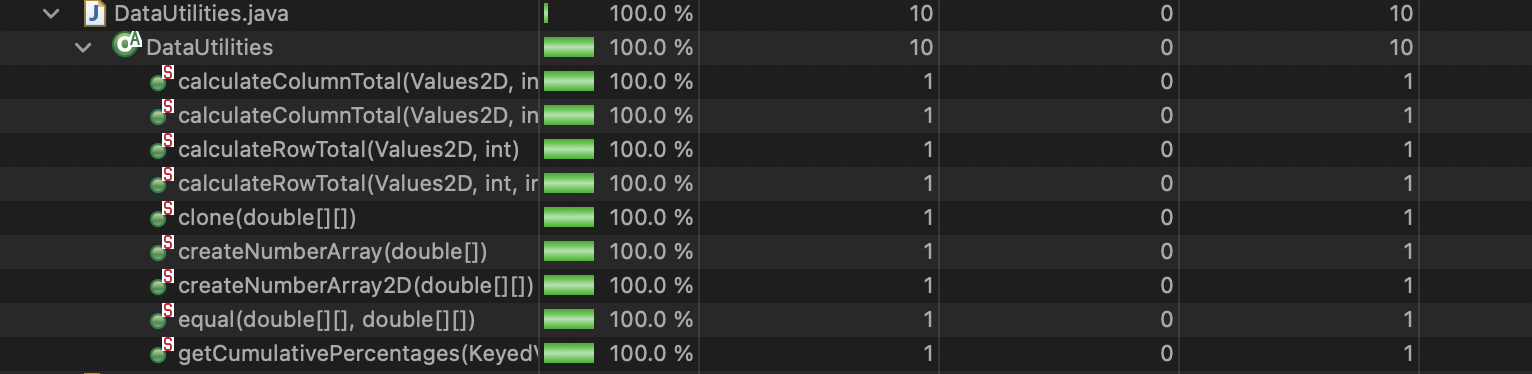 DataUtilities.java 100.0 % 10 0 10
DataUtilities 100.0 % 10 0 10
calculateColumnTotal(Values2D, in 100.0 % 1 0 1
calculateColumnTotal(Values2D, in 100.0 % 1 0 1
calculateRowTotal(Values2D, int) 100.0 % 1 0 1
calculateRowTotal(Values2D, int, ir 100.0 % 1 0 1
clone(double[][]) 100.0 % 1 0 1
createNumberArray(double[]) 100.0 % 1 0 1
createNumberArray2D(double[][]) 100.0 % 1 0 1
equal(double[][], double[][]) 100.0 % 1 0 1
getCumulativePercentages(Keyed 100.0 % 1 0 1